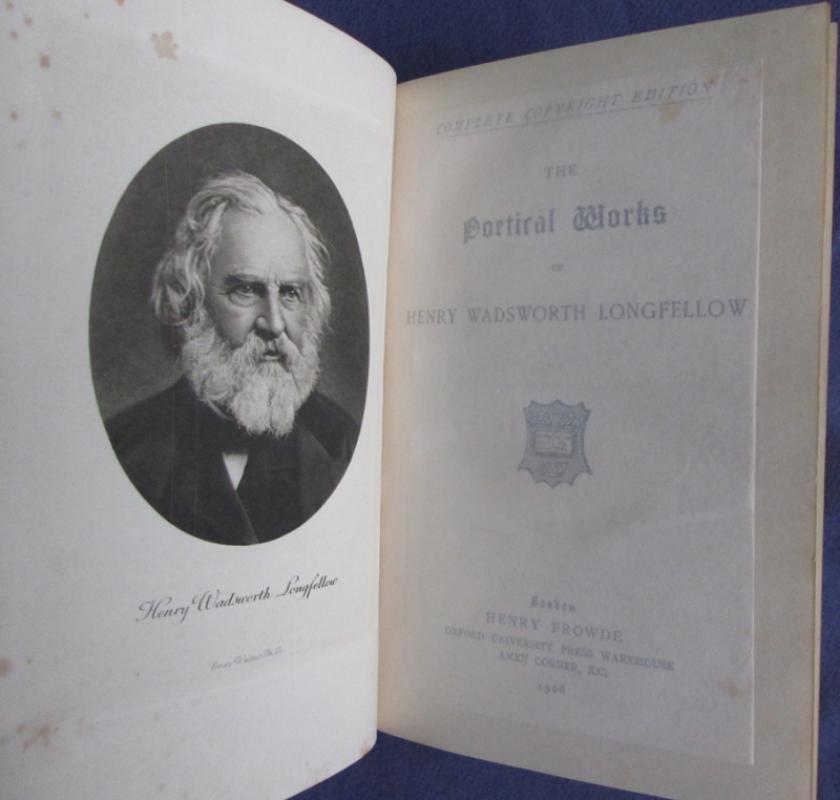 Henry Wadsworth Longfellow
COMPLETE COPYRIGHT EDITION
THE
Poetical Works
OF
HENRY WADSWORTH LONGFELLOW
London
HENRY FROWDE
OXFORD UNIVERSITY PRESS WAREHOUSE
AMEN CORNER, E.C.
1906